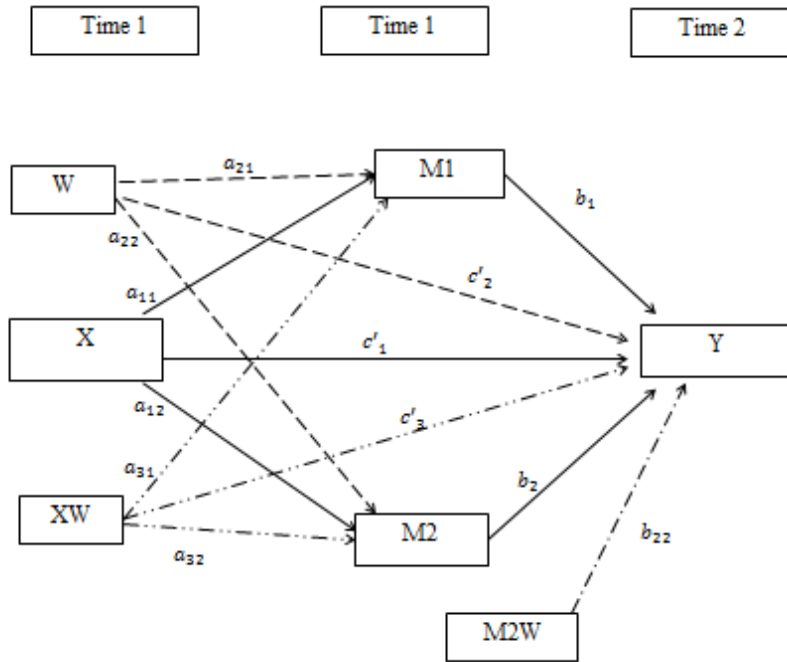 Time 1 Time 1 Time 2
W
a₂₁
M1
b₁
a₂₂
c'₂
a₁₁
X
c'₁
Y
a₁₂
c'₃
a₃₁
b₂
XW
a₃₂
M2
b₂₂
M2W